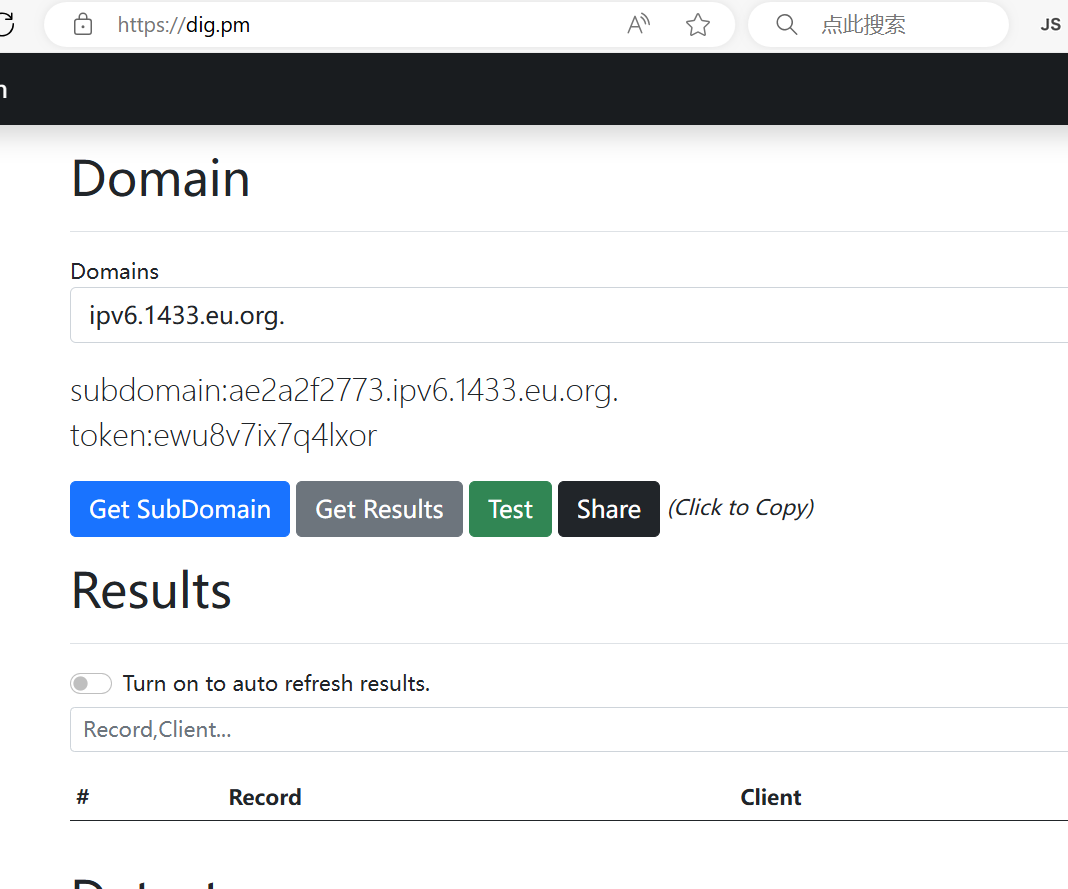 https://dig.pm
点此搜索
JS
Domain
Domains
ipv6.1433.eu.org.
subdomain:ae2a2f2773.ipv6.1433.eu.org.
token:ewu8v7ix7q4lxor
Get SubDomain Get Results Test Share (Click to Copy)
Results
Turn on to auto refresh results.
Record,Client...
# Record Client